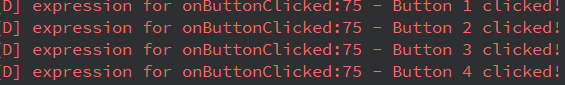 [D] expression for onButtonClicked:75 - Button 1 clicked!
[D] expression for onButtonClicked:75 - Button 2 clicked!
[D] expression for onButtonClicked:75 - Button 3 clicked!
[D] expression for onButtonClicked:75 - Button 4 clicked!